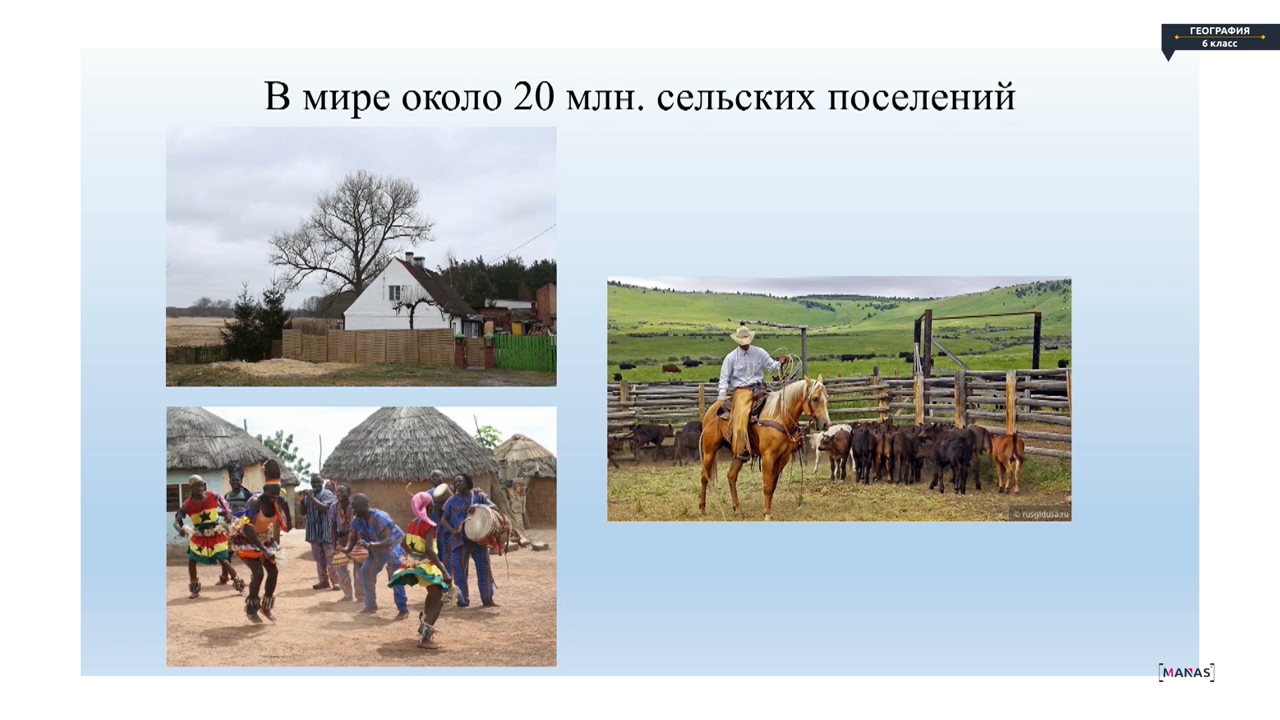 ГЕОГРАФИЯ
6 класс
В мире около 20 млн. сельских поселений
© rusgidusa.ru
[MANAS]